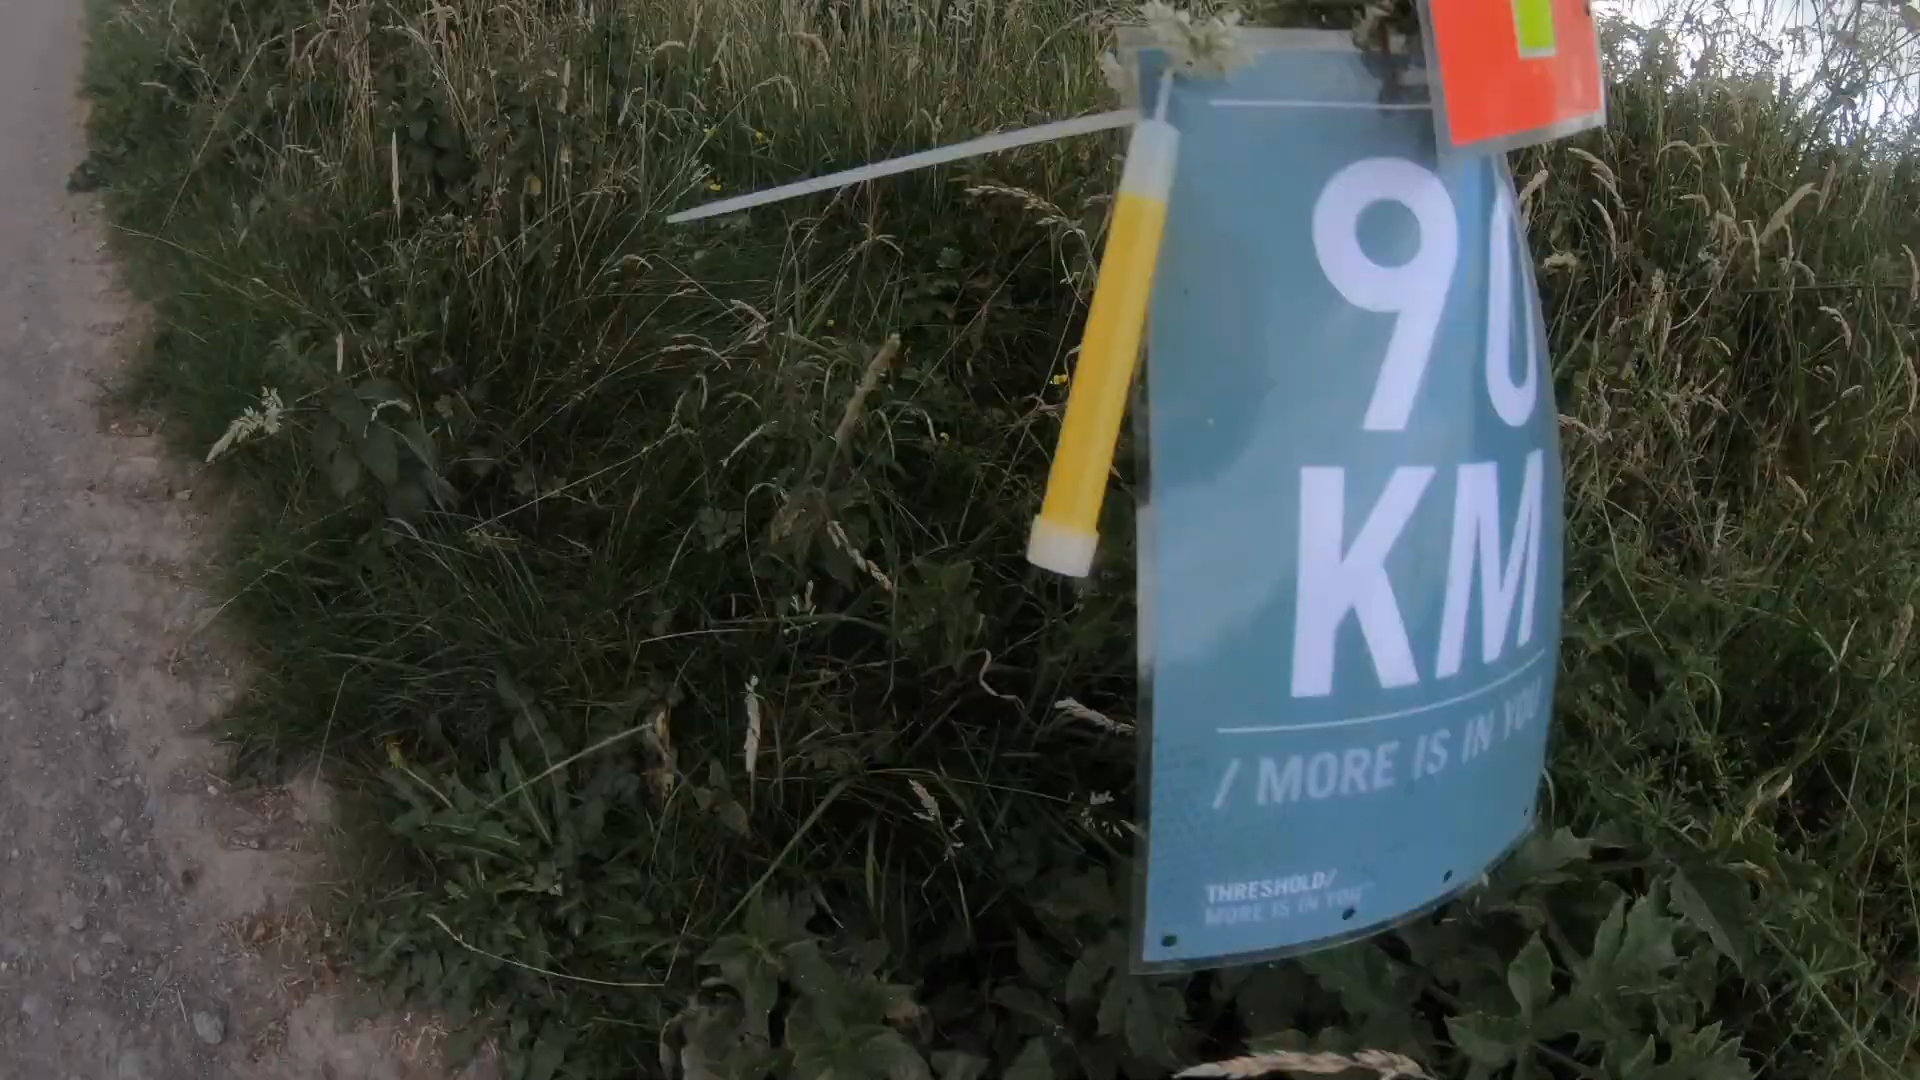 90
KM
/ MORE IS IN YOU
THRESHOLD/
MORE IS IN YOU